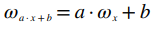 ω_{a·x+b} = a · ω_x + b